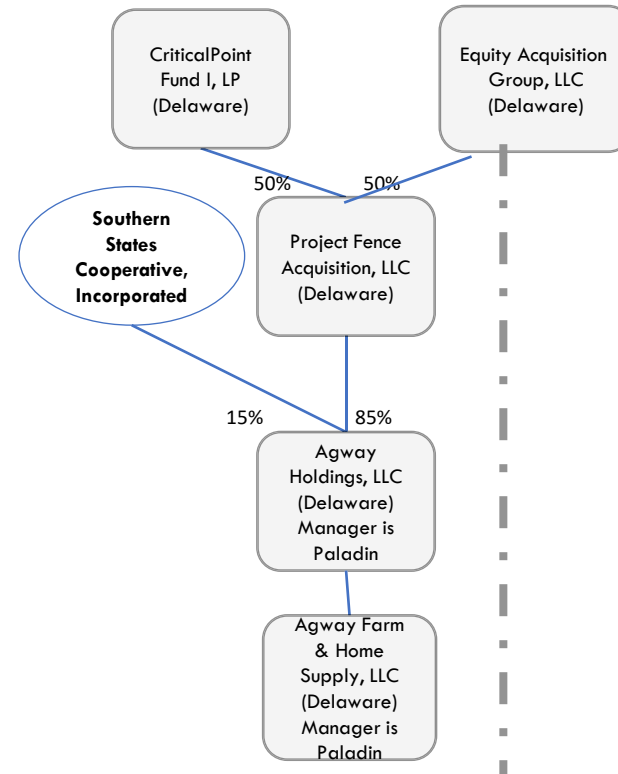 CriticalPoint
Fund I, LP
(Delaware)
Equity Acquisition
Group, LLC
(Delaware)
50%
50%
Southern
States
Cooperative,
Incorporated
Project Fence
Acquisition, LLC
(Delaware)
15%
85%
Agway
Holdings, LLC
(Delaware)
Manager is
Paladin
Agway Farm
& Home
Supply, LLC
(Delaware)
Manager is
Paladin